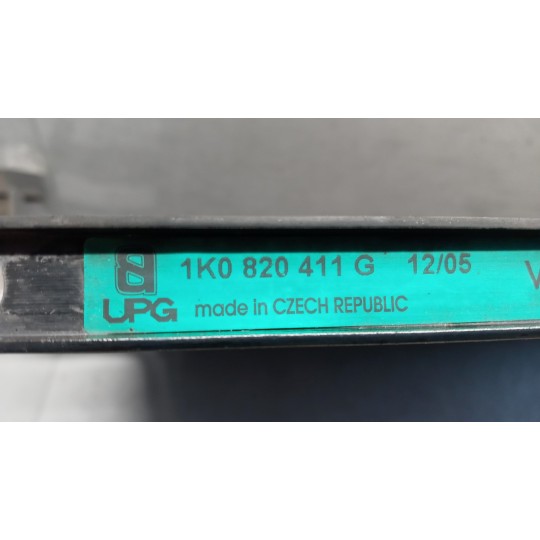 1K0 820 411 G 12/05
UPG made in CZECH REPUBLIC